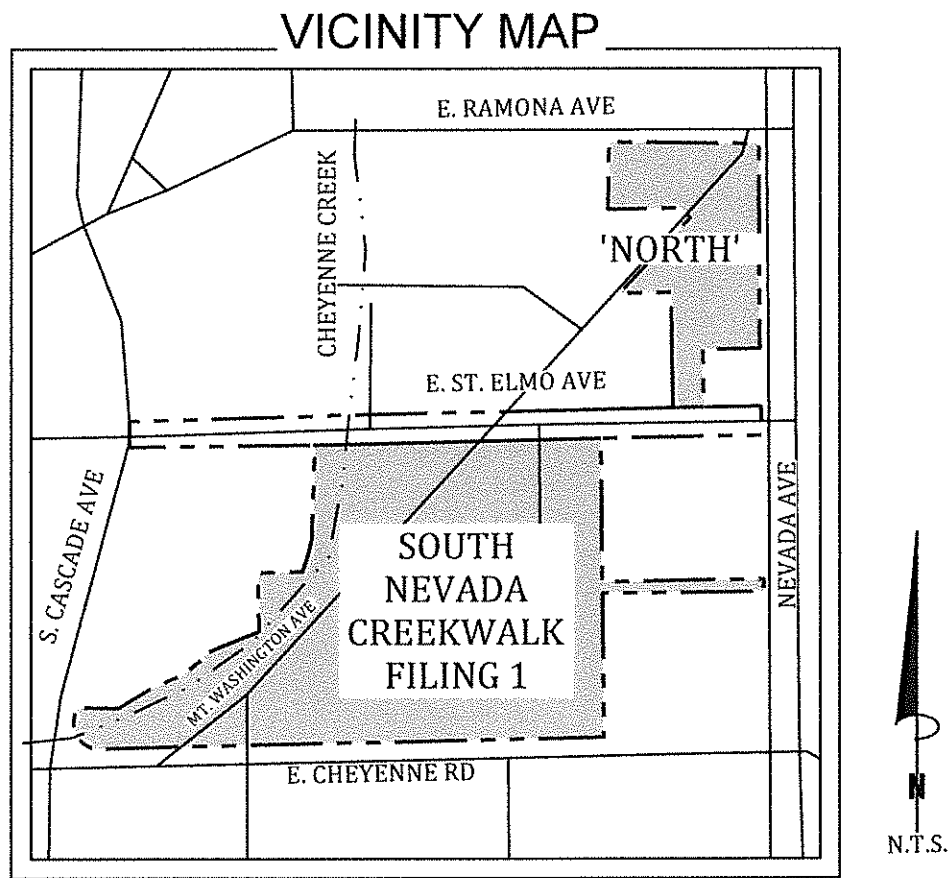 VICINITY MAP
E. RAMONA AVE
CHEYENNE CREEK
'NORTH'
E. ST. ELMO AVE
S. CASCADE AVE
NEVADA AVE
SOUTH
NEVADA
CREEKWALK
FILING 1
MT. WASHINGTON AVE
E. CHEYENNE RD
N
N.T.S.